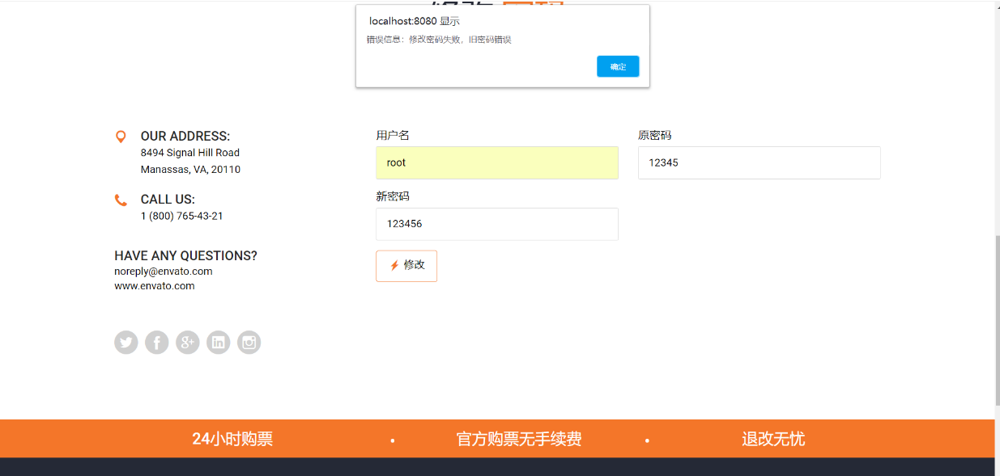 localhost:8080 显示
错误信息：修改密码失败，旧密码错误
确定
OUR ADDRESS:
8494 Signal Hill Road
Manassas, VA, 20110
CALL US:
1 (800) 765-43-21
HAVE ANY QUESTIONS?
noreply@envato.com
www.envato.com
用户名
原密码
root
12345
新密码
123456
修改
24小时购票
官方购票无手续费
退改无忧